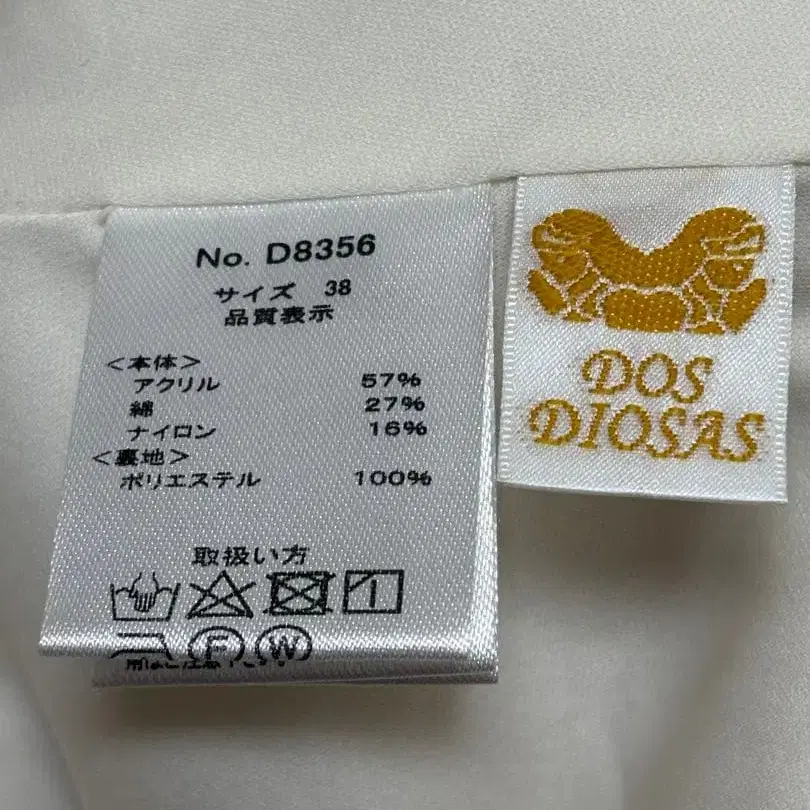 No. D8356
サイズ 38
品質表示
<本体>
アクリル 57%
綿 27%
ナイロン 16%
<裏地>
ポリエステル 100%
取扱い方
F W
DOS
DIOSAS